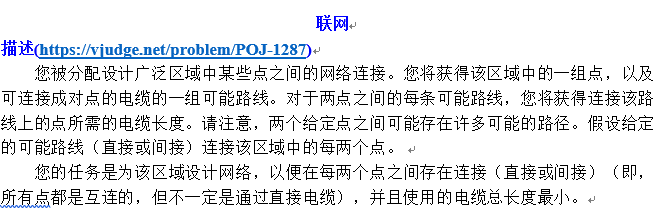 联网
描述(https://vjudge.net/problem/POJ-1287)
您被分配设计广泛区域中某些点之间的网络连接。您将获得该区域中的一组点，以及
可连接成对点的电缆的一组可能路线。对于两点之间的每条可能路线，您将获得连接该路
线上的点所需的电缆长度。请注意，两个给定点之间可能存在许多可能的路径。假设给定
的可能路线（直接或间接）连接该区域中的每两个点。
您的任务是为该区域设计网络，以便在每两个点之间存在连接（直接或间接）（即，
所有点都是互连的，但不一定是通过直接电缆），并且使用的电缆总长度最小。